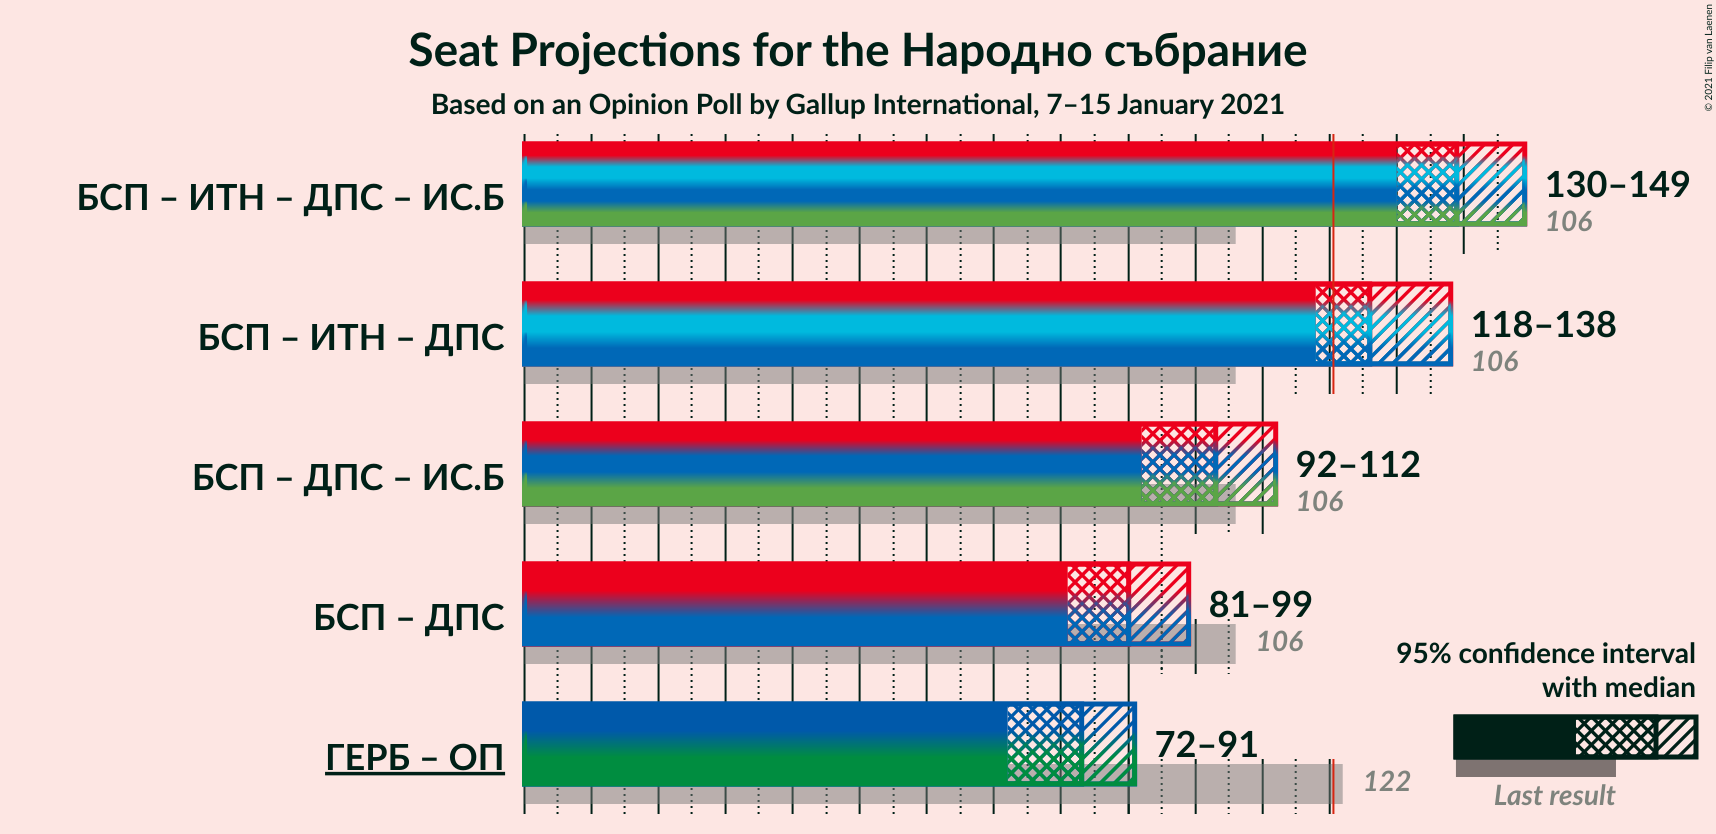 Seat Projections for the Народно събрание
Based on an Opinion Poll by Gallup International, 7–15 January 2021
© 2021 Filip van Laenen
БСП – ИТН – ДПС – ИС.Б
130–149
106
БСП – ИТН – ДПС
118–138
106
БСП – ДПС – ИС.Б
92–112
106
БСП – ДПС
81–99
106
ГЕРБ – ОП
72–91
122
95% confidence interval
with median
Last result